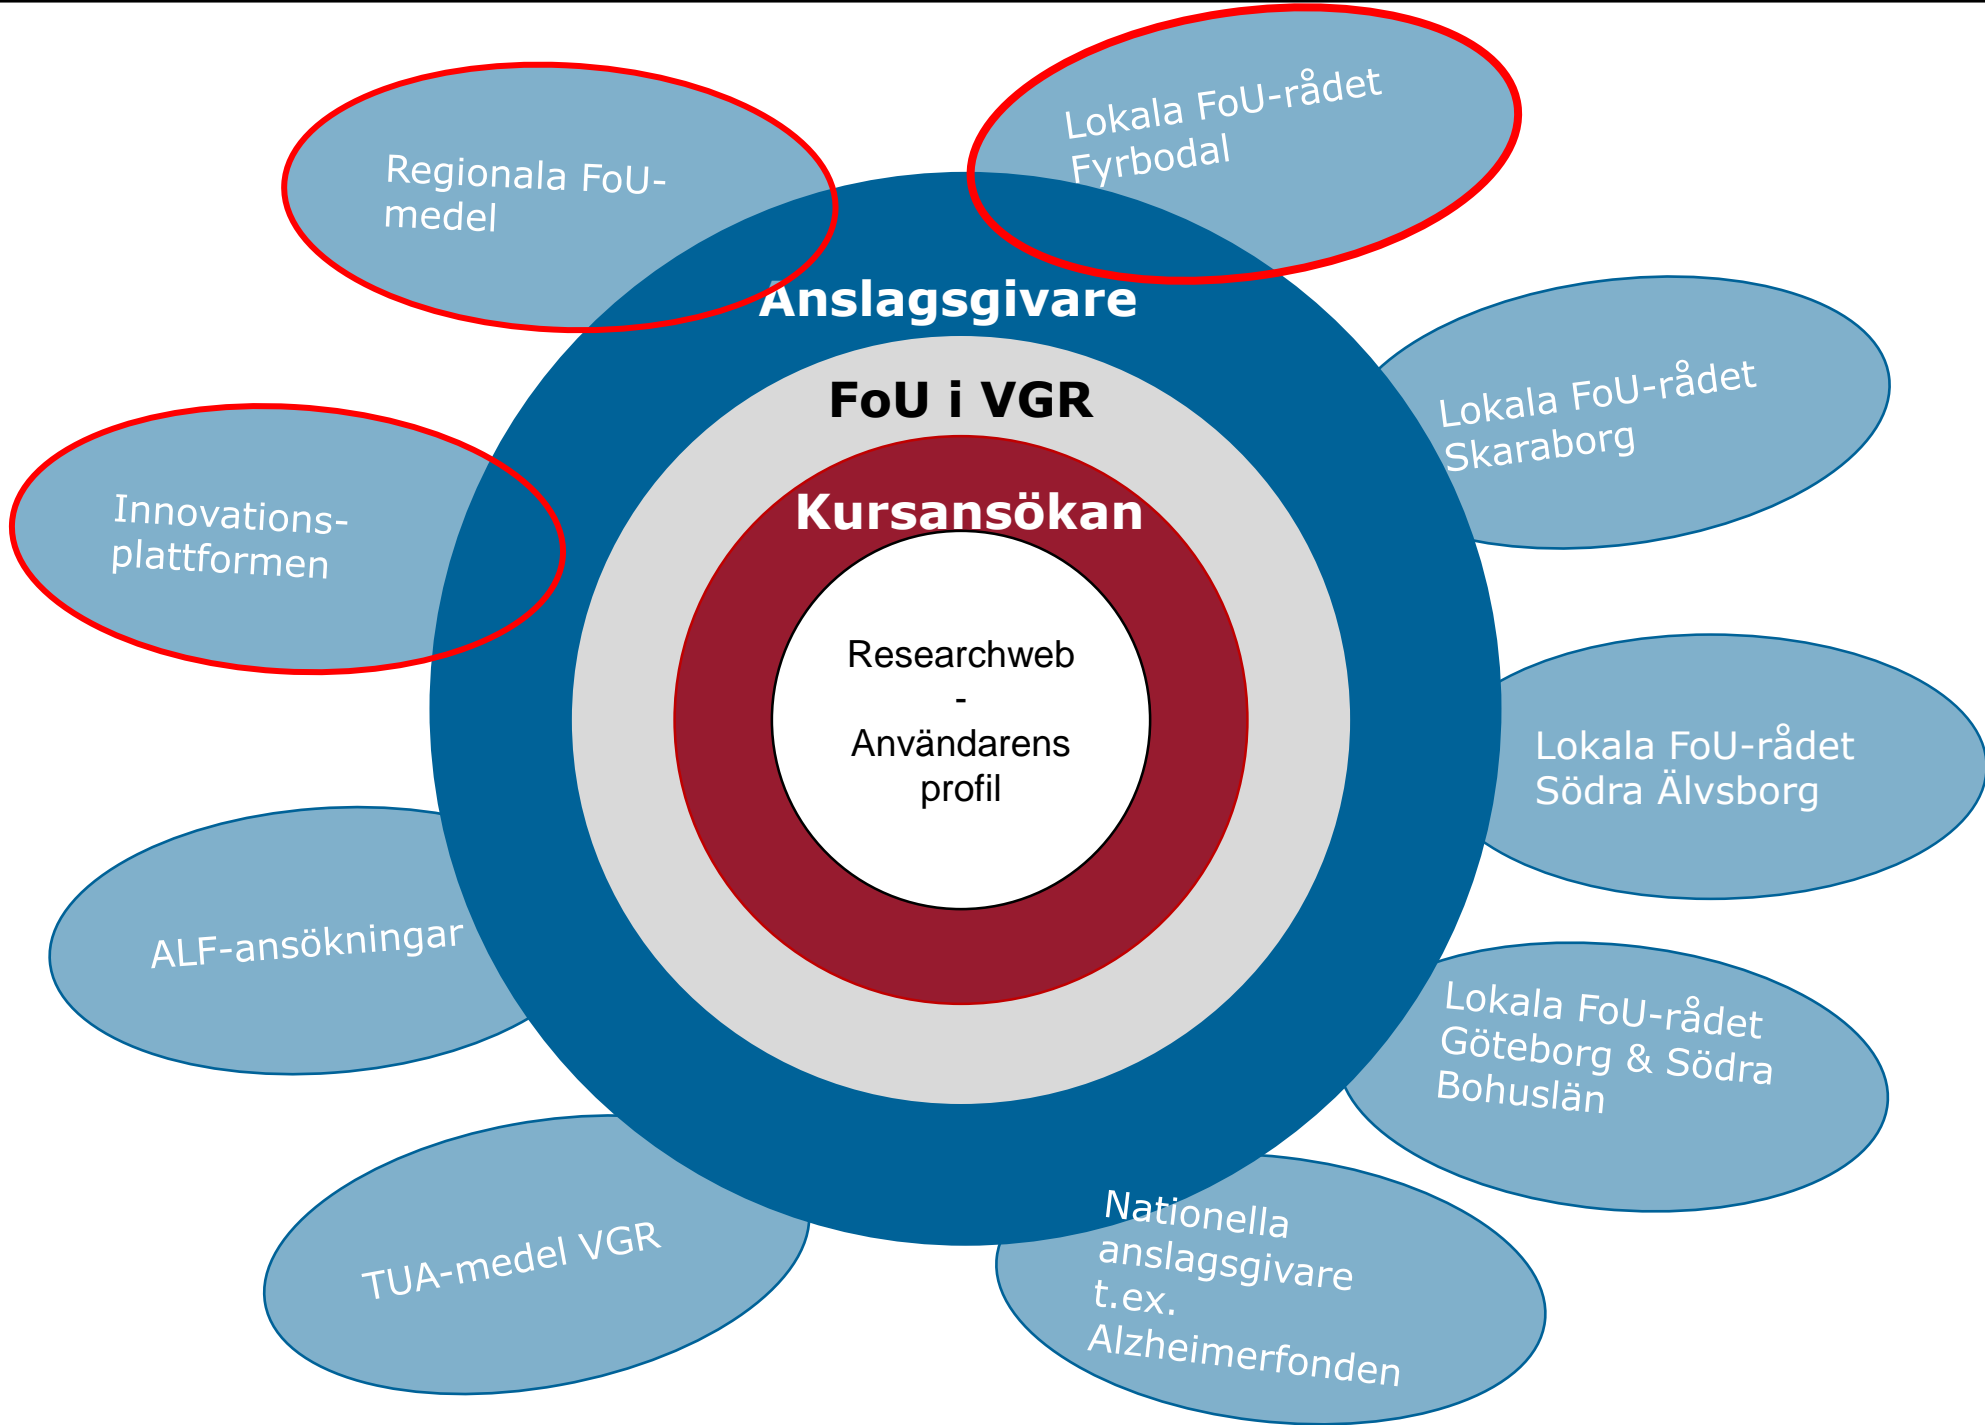 Lokala FoU-rådet
Fyrbodal
Regionala FoU-
medel
Anslagsgivare
FoU i VGR
Lokala FoU-rådet
Skaraborg
Kursansökan
Innovations-
plattformen
Researchweb
-
Användarens
profil
Lokala FoU-rådet
Södra Älvsborg
ALF-ansökningar
Lokala FoU-rådet
Göteborg & Södra
Bohuslän
TUA-medel VGR
Nationella
anslagsgivare
t.ex.
Alzheimerfonden